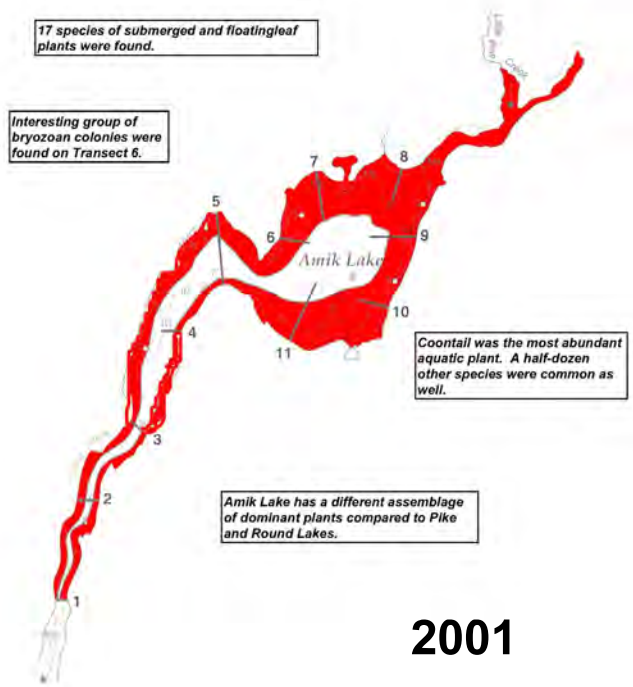 17 species of submerged and floatingleaf
plants were found.
Little
Pine
Creek
Interesting group of
bryozoan colonies were
found on Transect 6.
7
8
5
6
9
Amik Lake
10
4
11
Coontail was the most abundant
aquatic plant. A half-dozen
other species were common as
well.
3
2
Amik Lake has a different assemblage
of dominant plants compared to Pike
and Round Lakes.
1
2001